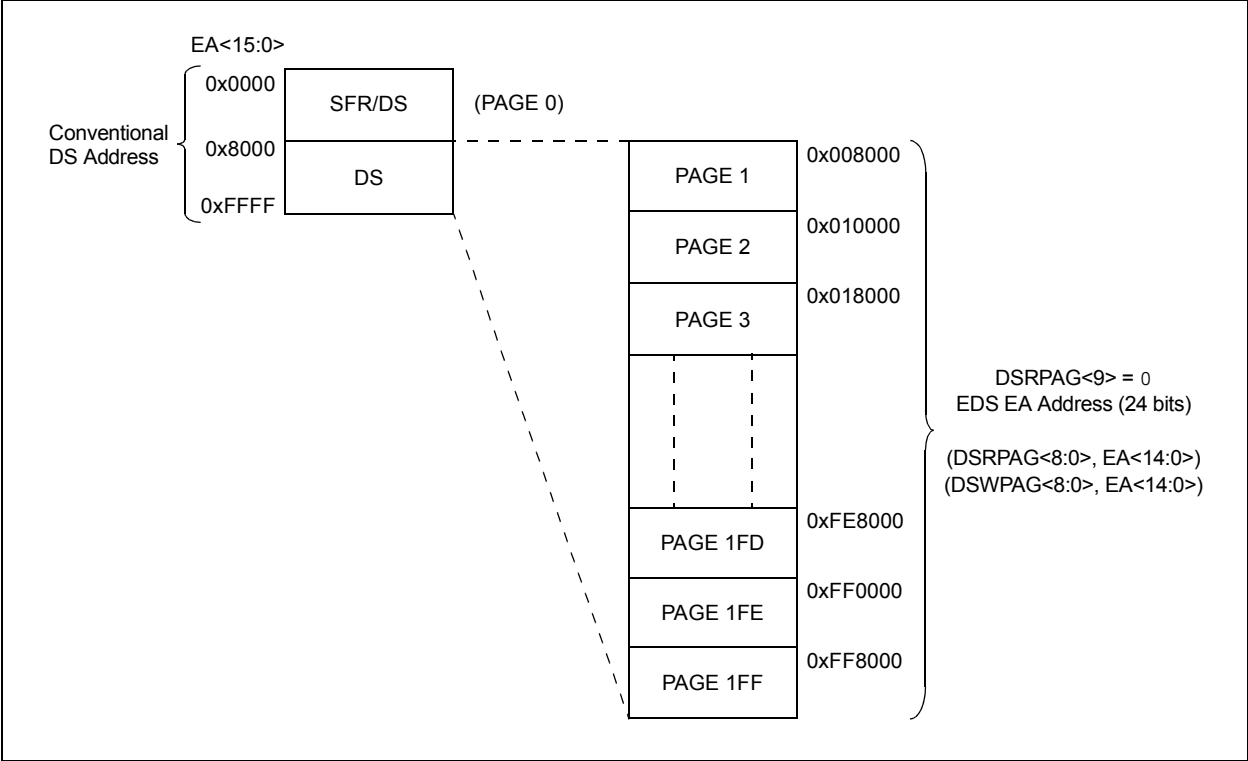 EA<15:0>
0x0000
SFR/DS
(PAGE 0)
Conventional
DS Address
0x8000
DS
0xFFFF
PAGE 1
0x008000
PAGE 2
0x010000
PAGE 3
0x018000
DSRPAG<9> = 0
EDS EA Address (24 bits)
(DSRPAG<8:0>, EA<14:0>)
(DSWPAG<8:0>, EA<14:0>)
PAGE 1FD
0xFE8000
PAGE 1FE
0xFF0000
PAGE 1FF
0xFF8000